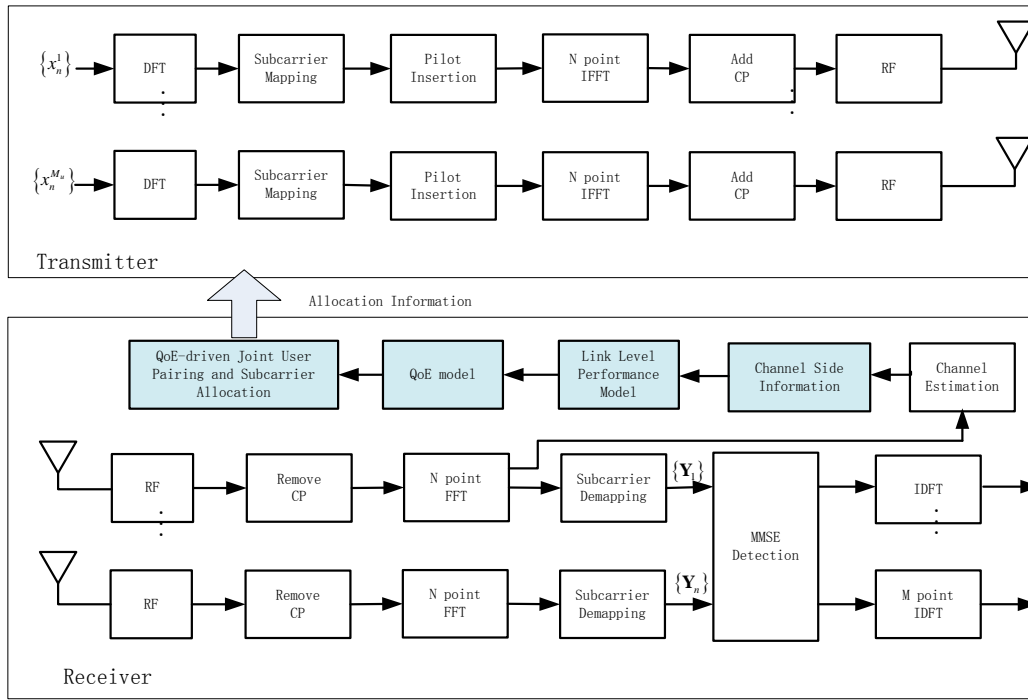 {x_n^1}
DFT
Subcarrier
Mapping
Pilot
Insertion
N point
IFFT
Add
CP
RF
{x_n^{M_u}}
DFT
Subcarrier
Mapping
Pilot
Insertion
N point
IFFT
Add
CP
RF
Transmitter
Allocation Information
QoE-driven Joint User
Pairing and Subcarrier
Allocation
QoE model
Link Level
Performance
Model
Channel Side
Information
Channel
Estimation
RF
Remove
CP
N point
FFT
Subcarrier
Demapping
{Y_1}
MMSE
Detection
IDFT
RF
Remove
CP
N point
FFT
Subcarrier
Demapping
{Y_n}
M point
IDFT
Receiver